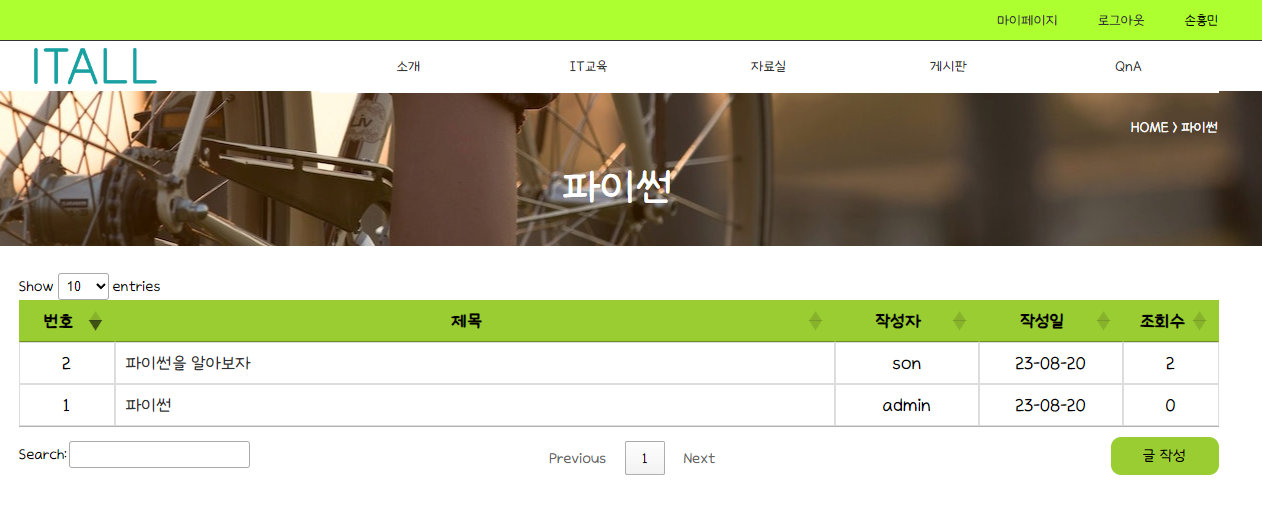 마이페이지 로그아웃 손흥민
ITALL 소개 IT교육 자료실 게시판 QnA
HOME > 파이썬
파이썬
Show 10 entries
번호 제목 작성자 작성일 조회수
2 파이썬을 알아보자 son 23-08-20 2
1 파이썬 admin 23-08-20 0
Search: Previous 1 Next 글 작성